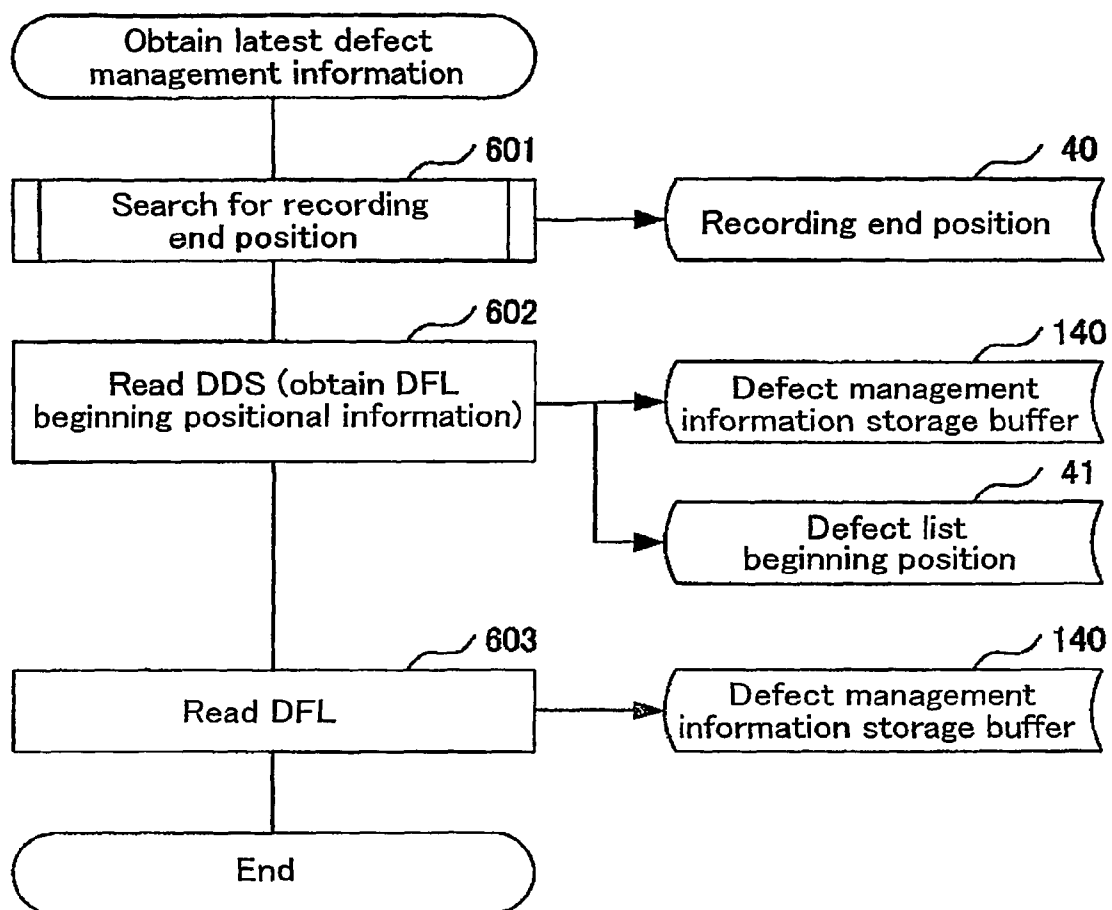 Obtain latest defect
management information
601
Search for recording
end position
40
Recording end position
602
Read DDS (obtain DFL
beginning positional information)
140
Defect management
information storage buffer
41
Defect list
beginning position
603
Read DFL
140
Defect management
information storage buffer
End